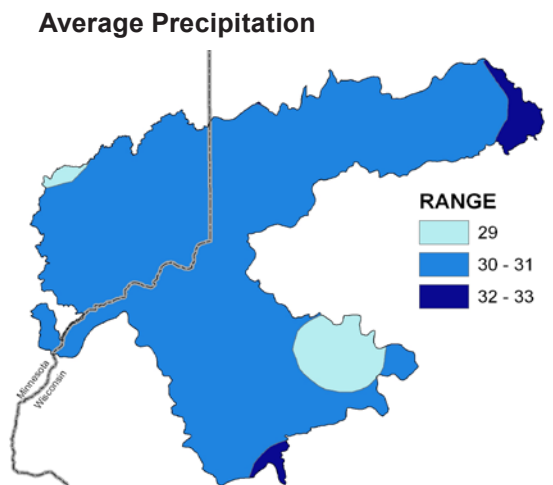 Average Precipitation
RANGE
29
30 - 31
32 - 33
Minnesota
Wisconsin